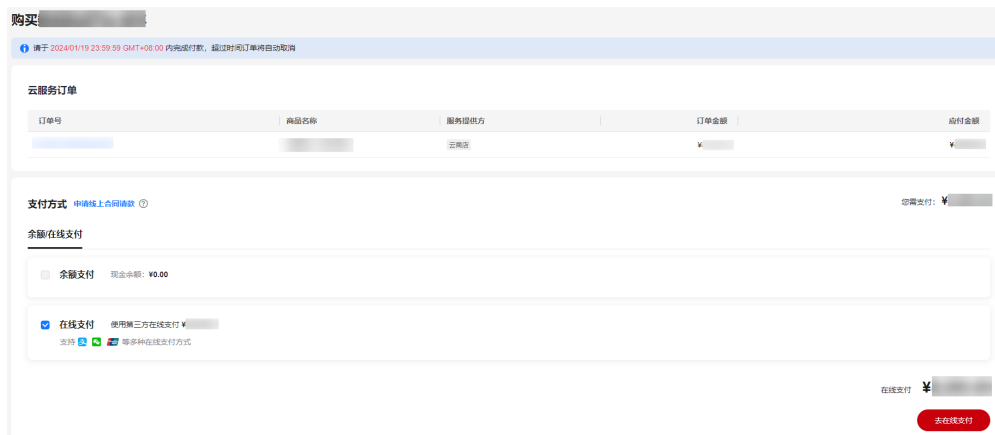 购买
请于 2024/01/19 23:59:59 GMT+08:00 内完成付款，超过时间订单将自动取消
云服务订单
订单号 商品名称 服务提供方 订单金额 应付金额
云商店 ¥ ¥
支付方式 申请线上合同请款 ?
您需支付: ¥
余额/在线支付
余额支付 现金余额: ¥0.00
在线支付 使用第三方在线支付 ¥
支持 支 等多种在线支付方式
在线支付 ¥
去在线支付